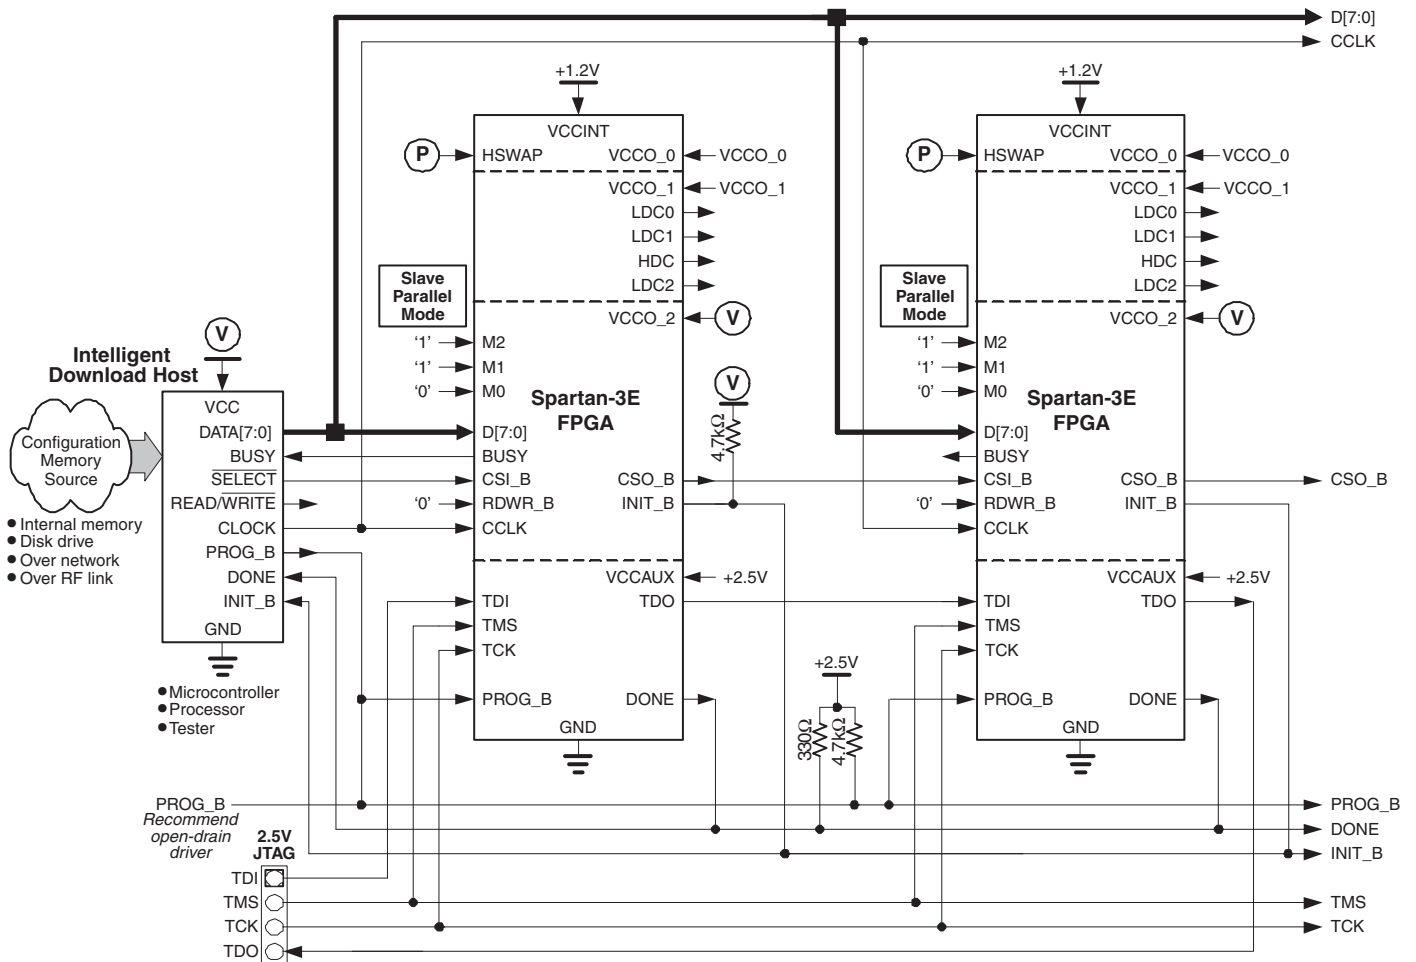 D[7:0]
CCLK
+1.2V
+1.2V
VCCINT
VCCINT
P
HSWAP
VCCO_0
VCCO_0
P
HSWAP
VCCO_0
VCCO_0
VCCO_1
VCCO_1
VCCO_1
VCCO_1
LDC0
LDC0
LDC1
LDC1
HDC
HDC
LDC2
LDC2
Slave
Parallel
Mode
Slave
Parallel
Mode
VCCO_2
V
VCCO_2
V
V
'1'
M2
'1'
M2
Intelligent
Download Host
'1'
M1
'1'
M1
V
'0'
M0
'0'
M0
Spartan-3E
FPGA
Spartan-3E
FPGA
4.7kΩ
VCC
Configuration
Memory
Source
DATA[7:0]
D[7:0]
D[7:0]
BUSY
BUSY
BUSY
SELECT
CSI_B
CSO_B
CSI_B
CSO_B
CSO_B
READ/WRITE
'0'
RDWR_B
INIT_B
'0'
RDWR_B
INIT_B
CLOCK
CCLK
CCLK
● Internal memory
● Disk drive
● Over network
● Over RF link
PROG_B
DONE
VCCAUX
+2.5V
VCCAUX
+2.5V
INIT_B
TDI
TDO
TDI
TDO
GND
TMS
TMS
TCK
TCK
● Microcontroller
● Processor
● Tester
+2.5V
PROG_B
DONE
PROG_B
DONE
GND
330Ω
4.7kΩ
GND
PROG_B
Recommend
open-drain
driver
PROG_B
DONE
INIT_B
2.5V
JTAG
TDI
TMS
TMS
TCK
TCK
TDO